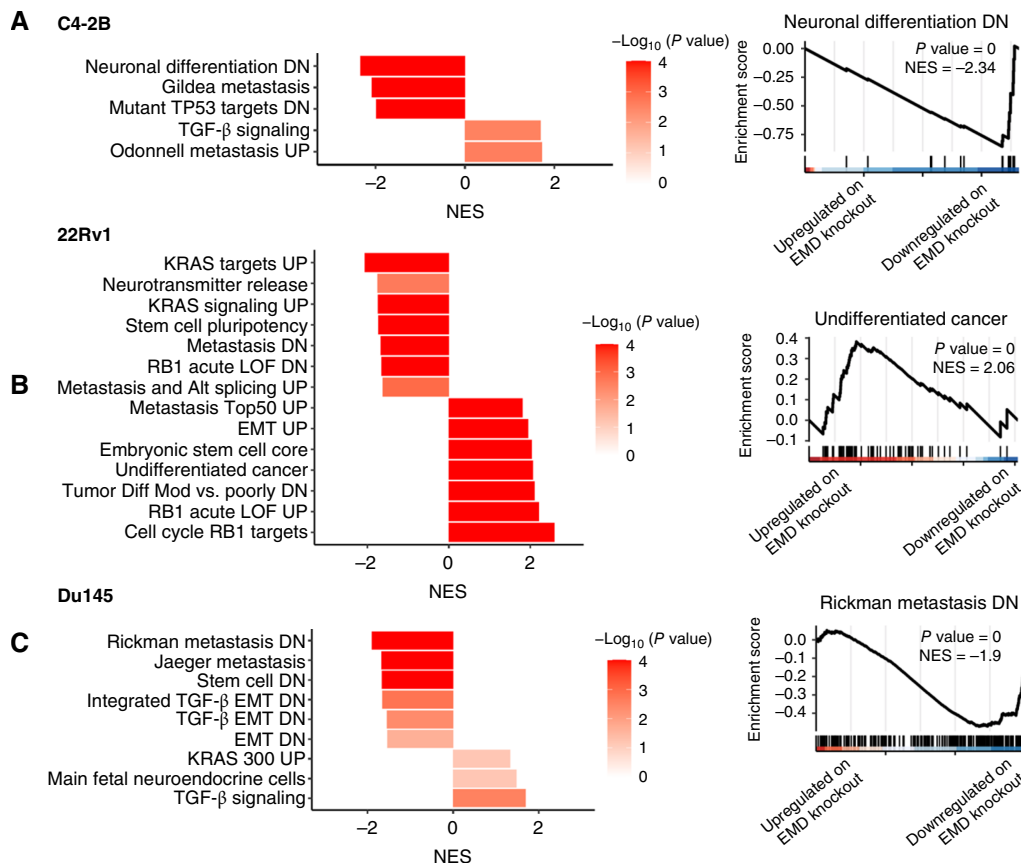 A
C4-2B
Neuronal differentiation DN
Gildea metastasis
Mutant TP53 targets DN
TGF-β signaling
Odonnell metastasis UP
−2
0
2
NES
−Log10 (P value)
4
3
2
1
0
Neuronal differentiation DN
P value = 0
NES = −2.34
Enrichment score
0.00
−0.25
−0.50
−0.75
Upregulated on
EMD knockout
Downregulated on
EMD knockout
B
22Rv1
KRAS targets UP
Neurotransmitter release
KRAS signaling UP
Stem cell pluripotency
Metastasis DN
RB1 acute LOF DN
Metastasis and Alt splicing UP
Metastasis Top50 UP
EMT UP
Embryonic stem cell core
Undifferentiated cancer
Tumor Diff Mod vs. poorly DN
RB1 acute LOF UP
Cell cycle RB1 targets
−2
0
2
NES
−Log10 (P value)
4
3
2
1
0
Undifferentiated cancer
P value = 0
NES = 2.06
Enrichment score
0.4
0.3
0.2
0.1
0.0
−0.1
Upregulated on
EMD knockout
Downregulated on
EMD knockout
C
Du145
Rickman metastasis DN
Jaeger metastasis
Stem cell DN
Integrated TGF-β EMT DN
TGF-β EMT DN
EMT DN
KRAS 300 UP
Main fetal neuroendocrine cells
TGF-β signaling
−2
0
2
NES
−Log10 (P value)
4
3
2
1
0
Rickman metastasis DN
P value = 0
NES = −1.9
Enrichment score
0.0
−0.1
−0.2
−0.3
−0.4
Upregulated on
EMD knockout
Downregulated on
EMD knockout